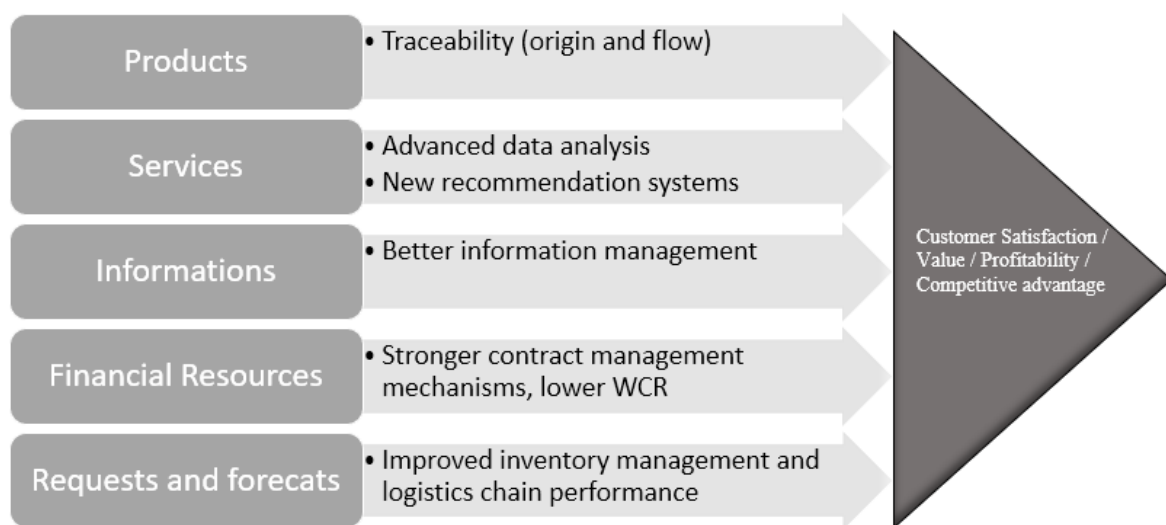 Products
• Traceability (origin and flow)
Services
• Advanced data analysis
• New recommendation systems
Informations
• Better information management
Financial Resources
• Stronger contract management
mechanisms, lower WCR
Requests and forecats
• Improved inventory management and
logistics chain performance
Customer Satisfaction /
Value / Profitability /
Competitive advantage